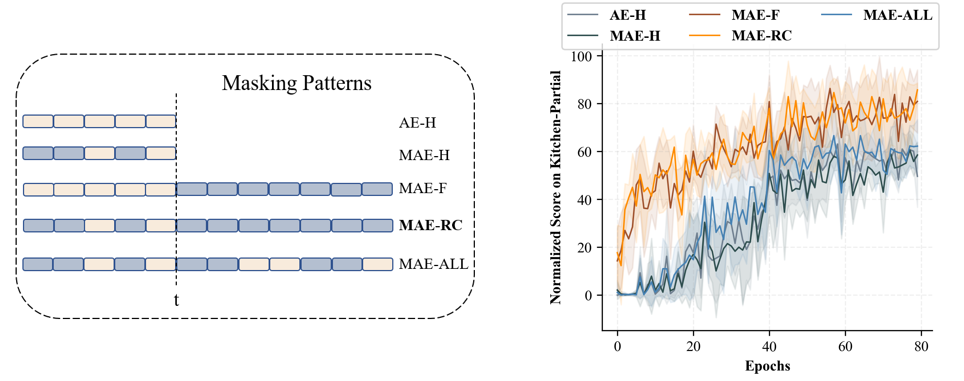 Masking Patterns
AE-H
MAE-H
MAE-F
MAE-RC
MAE-ALL
t
AE-H MAE-F MAE-ALL
MAE-H MAE-RC
Normalized Score on Kitchen-Partial
100
80
60
40
20
0
0 20 40 60 80
Epochs